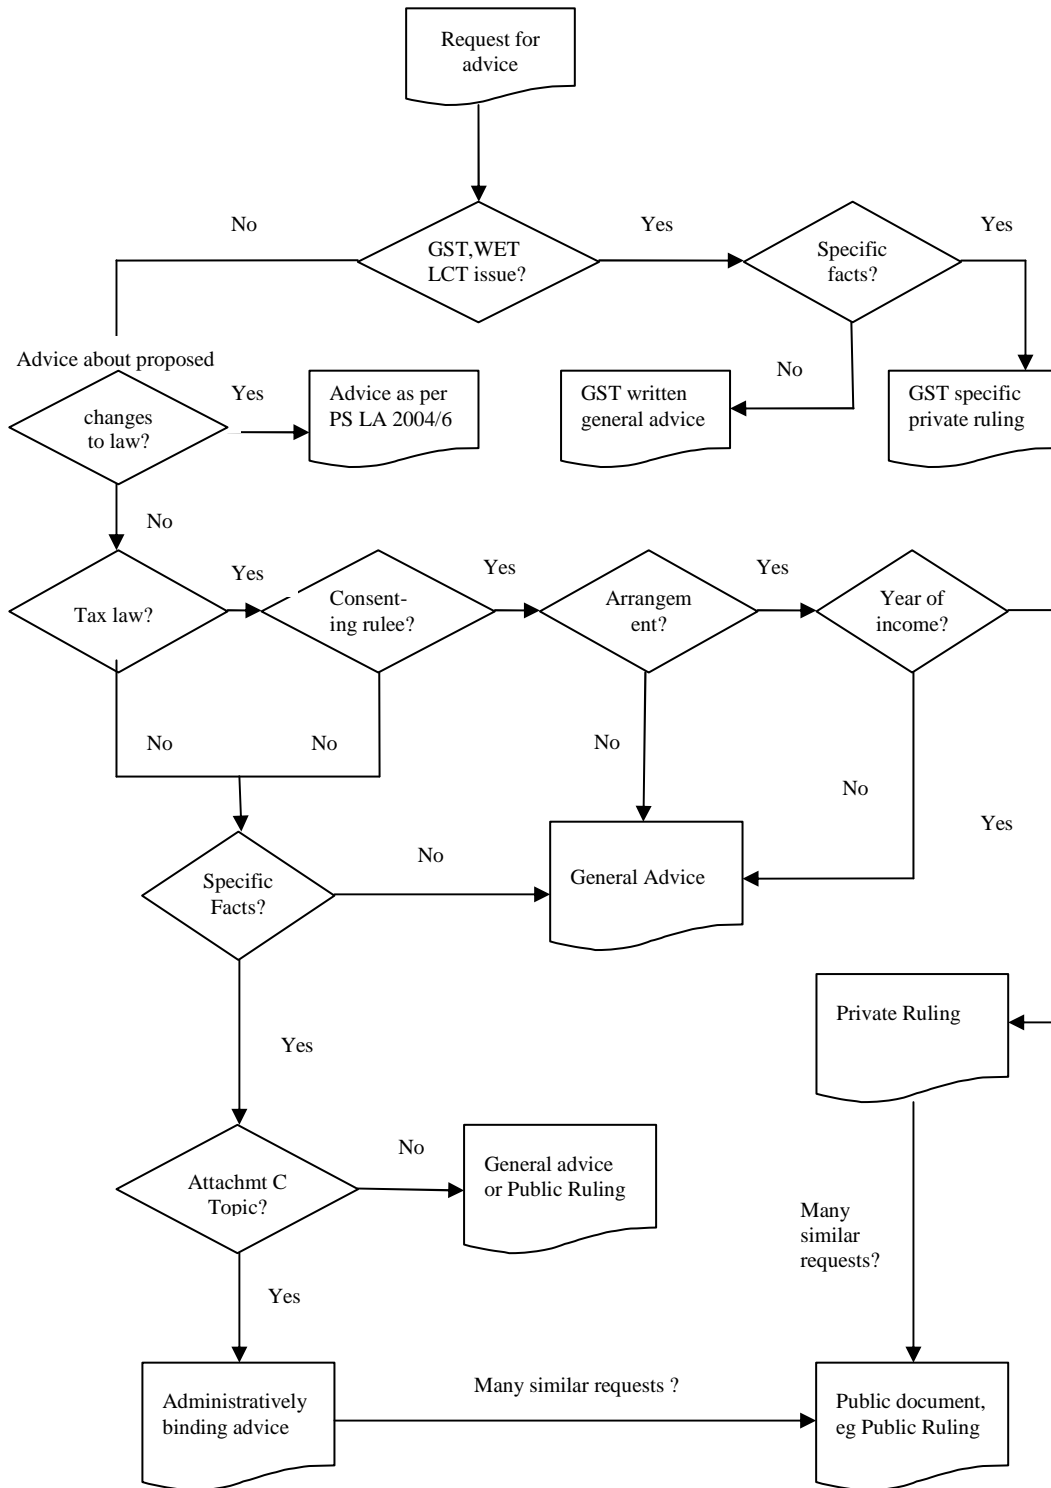 Request for
advice
No
GST,WET
LCT issue?
Yes
Specific
facts?
Yes
Advice about proposed
changes
to law?
Yes
Advice as per
PS LA 2004/6
No
GST written
general advice
GST specific
private ruling
No
Tax law?
Yes
Consent-
ing rulee?
Yes
Arrangem
ent?
Yes
Year of
income?
No
No
No
No
Yes
Specific
Facts?
No
General Advice
Yes
Private Ruling
Attachmt C
Topic?
No
General advice
or Public Ruling
Many
similar
requests?
Yes
Administratively
binding advice
Many similar requests ?
Public document,
eg Public Ruling